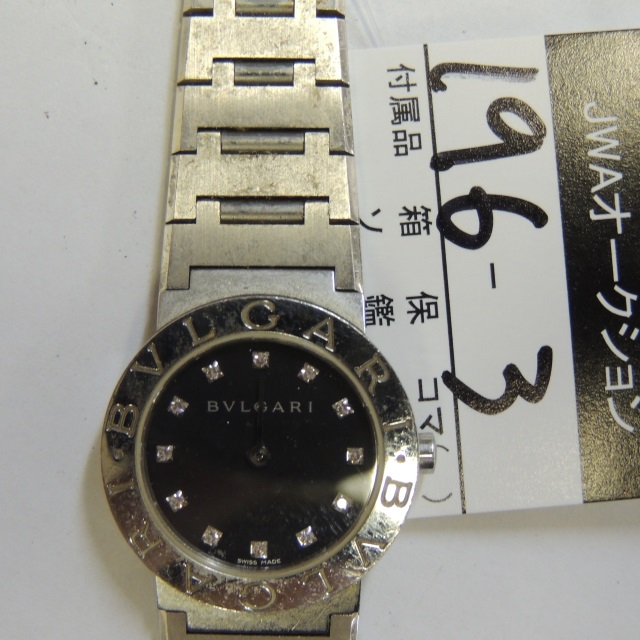 BVLGARI BVLGARI
BVLGARI
SWISS MADE
196-3
付属品 箱 保 コマ( )
ソ 鑑
JWAオークション